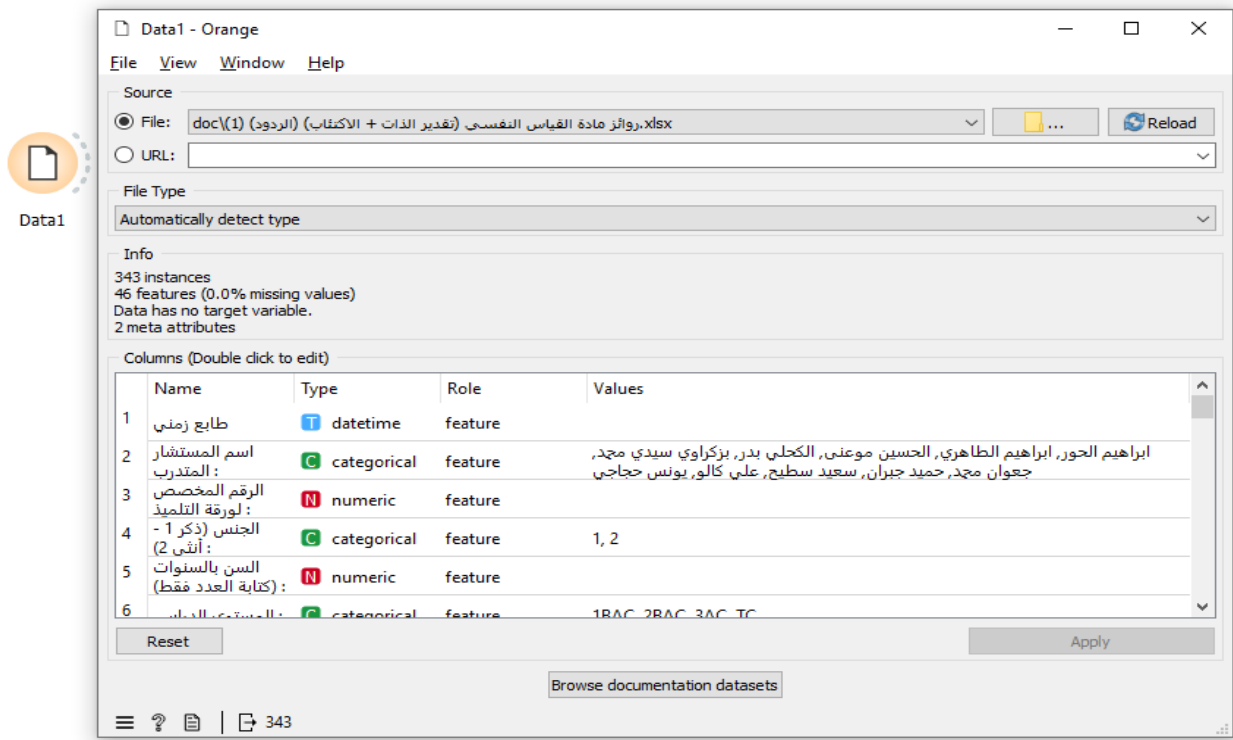 Data1 - Orange
File View Window Help
Source
File: doc\(1) (الردود) (تقدير الذات + الاكتئاب) روائز مادة القياس النفسي.xlsx
... Reload
URL:
Data1
File Type
Automatically detect type
Info
343 instances
46 features (0.0% missing values)
Data has no target variable.
2 meta attributes
Columns (Double click to edit)
Name Type Role Values
1 طابع زمني T datetime feature
2 اسم المستشار المتدرب : C categorical feature ابراهيم الحور, ابراهيم الطاهري, الحسين موعنى, الكحلي بدر, بزكراوي سيدي محمد,
جعوان محمد, حميد جبران, سعيد سطيح, علي كالو, يونس حجاجي
3 الرقم المخصص لورقة التلميذ : N numeric feature
4 الجنس (ذكر 1 - أنثى 2) : C categorical feature 1, 2
5 السن بالسنوات (كتابة العدد فقط) : N numeric feature
6 المستوى الدراسي : C categorical feature 1BAC, 2BAC, 3AC, TC
Reset Apply
Browse documentation datasets
343